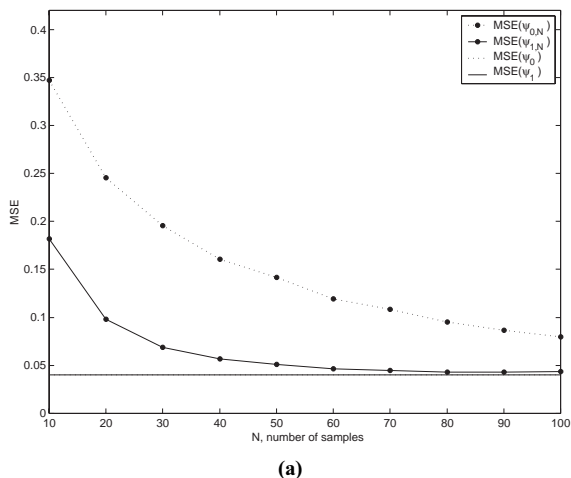 0.4
0.35
0.3
0.25
0.2
0.15
0.1
0.05
0
MSE
10 20 30 40 50 60 70 80 90 100
N, number of samples
MSE(ψ0,N)
MSE(ψ1,N)
MSE(ψ0)
MSE(ψ1)
(a)